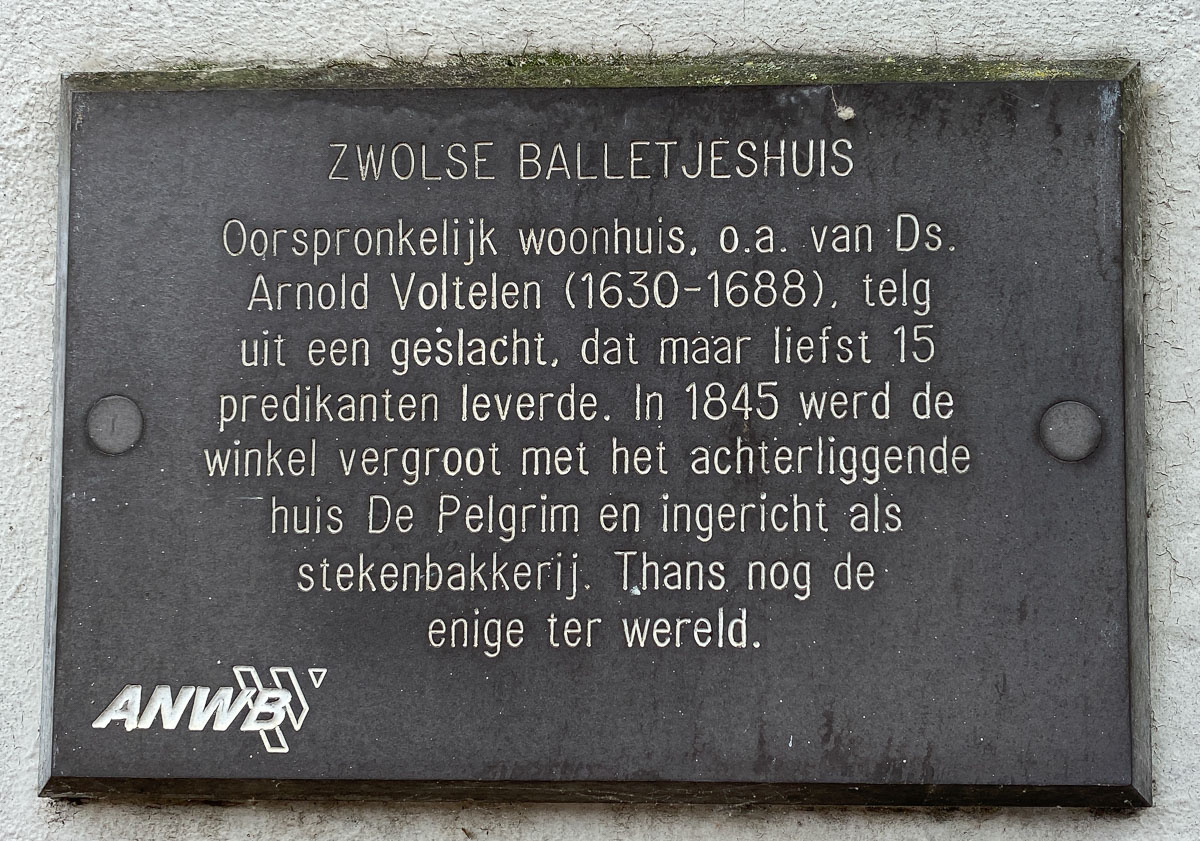 ZWOLSE BALLETJESHUIS
Oorspronkelijk woonhuis, o.a. van Ds.
Arnold Voltelen (1630-1688), telg
uit een geslacht, dat maar liefst 15
predikanten leverde. In 1845 werd de
winkel vergroot met het achterliggende
huis De Pelgrim en ingericht als
stekenbakkerij. Thans nog de
enige ter wereld.
ANWB